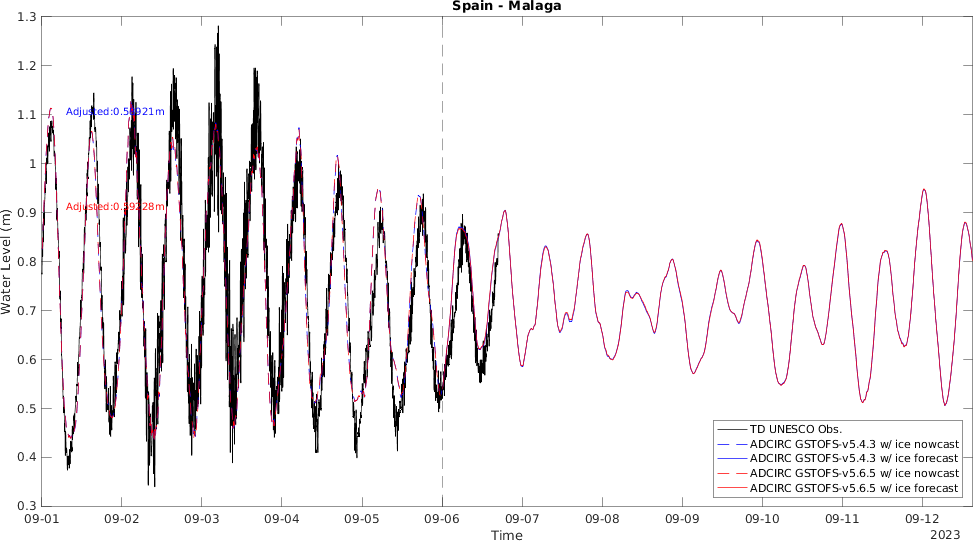 Spain - Malaga
1.3
1.2
1.1
1
0.9
0.8
0.7
0.6
0.5
0.4
0.3
Water Level (m)
Adjusted:0.56921m
Adjusted:0.59228m
TD UNESCO Obs.
ADCIRC GSTOFS-v5.4.3 w/ ice nowcast
ADCIRC GSTOFS-v5.4.3 w/ ice forecast
ADCIRC GSTOFS-v5.6.5 w/ ice nowcast
ADCIRC GSTOFS-v5.6.5 w/ ice forecast
09-01 09-02 09-03 09-04 09-05 09-06 09-07 09-08 09-09 09-10 09-11 09-12
Time
2023